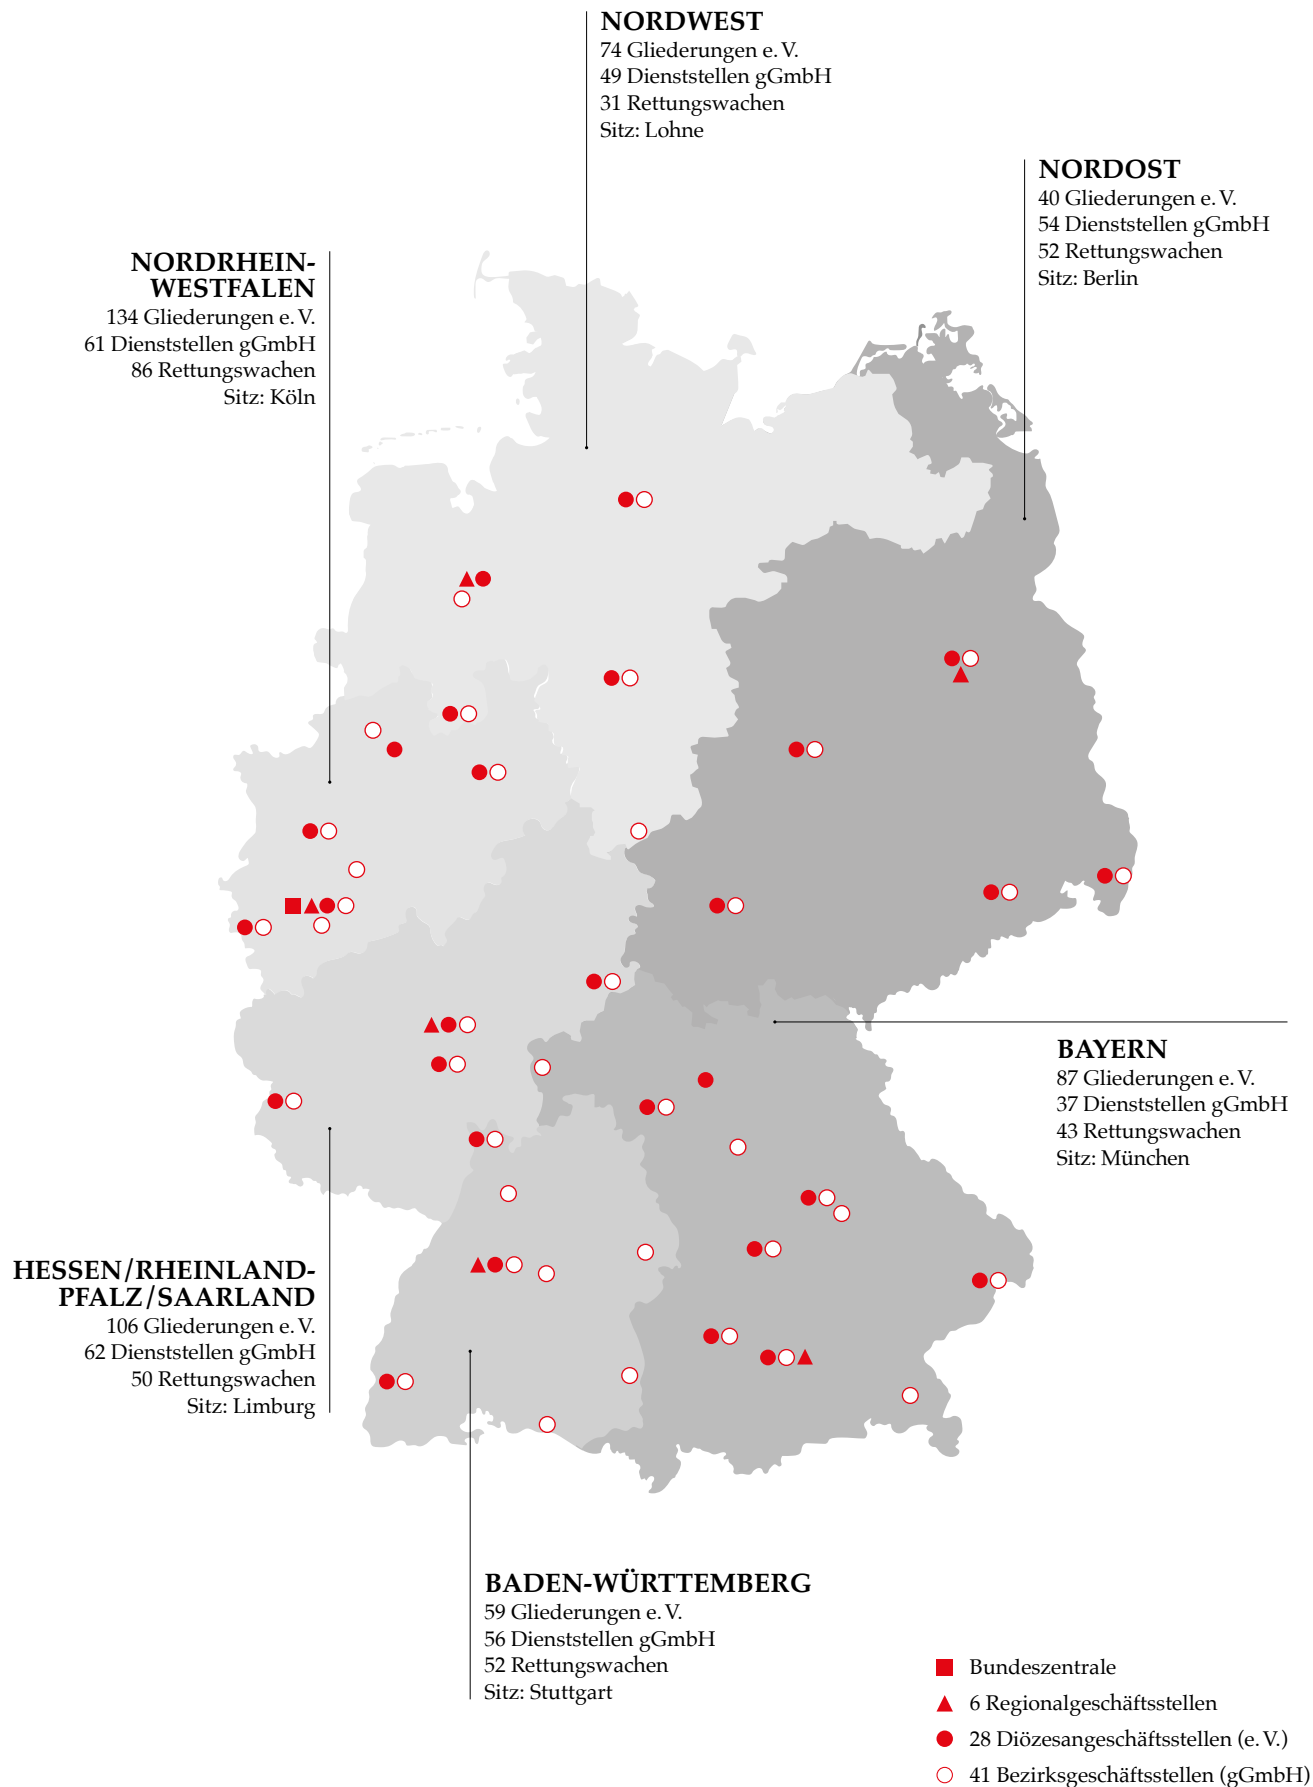 NORDWEST
74 Gliederungen e. V.
49 Dienststellen gGmbH
31 Rettungswachen
Sitz: Lohne
NORDOST
40 Gliederungen e. V.
54 Dienststellen gGmbH
52 Rettungswachen
Sitz: Berlin
NORDRHEIN-
WESTFALEN
134 Gliederungen e. V.
61 Dienststellen gGmbH
86 Rettungswachen
Sitz: Köln
BAYERN
87 Gliederungen e. V.
37 Dienststellen gGmbH
43 Rettungswachen
Sitz: München
HESSEN/RHEINLAND-
PFALZ/SAARLAND
106 Gliederungen e. V.
62 Dienststellen gGmbH
50 Rettungswachen
Sitz: Limburg
BADEN-WÜRTTEMBERG
59 Gliederungen e. V.
56 Dienststellen gGmbH
52 Rettungswachen
Sitz: Stuttgart
Bundeszentrale
6 Regionalgeschäftsstellen
28 Diözesangeschäftsstellen (e. V.)
41 Bezirksgeschäftsstellen (gGmbH)